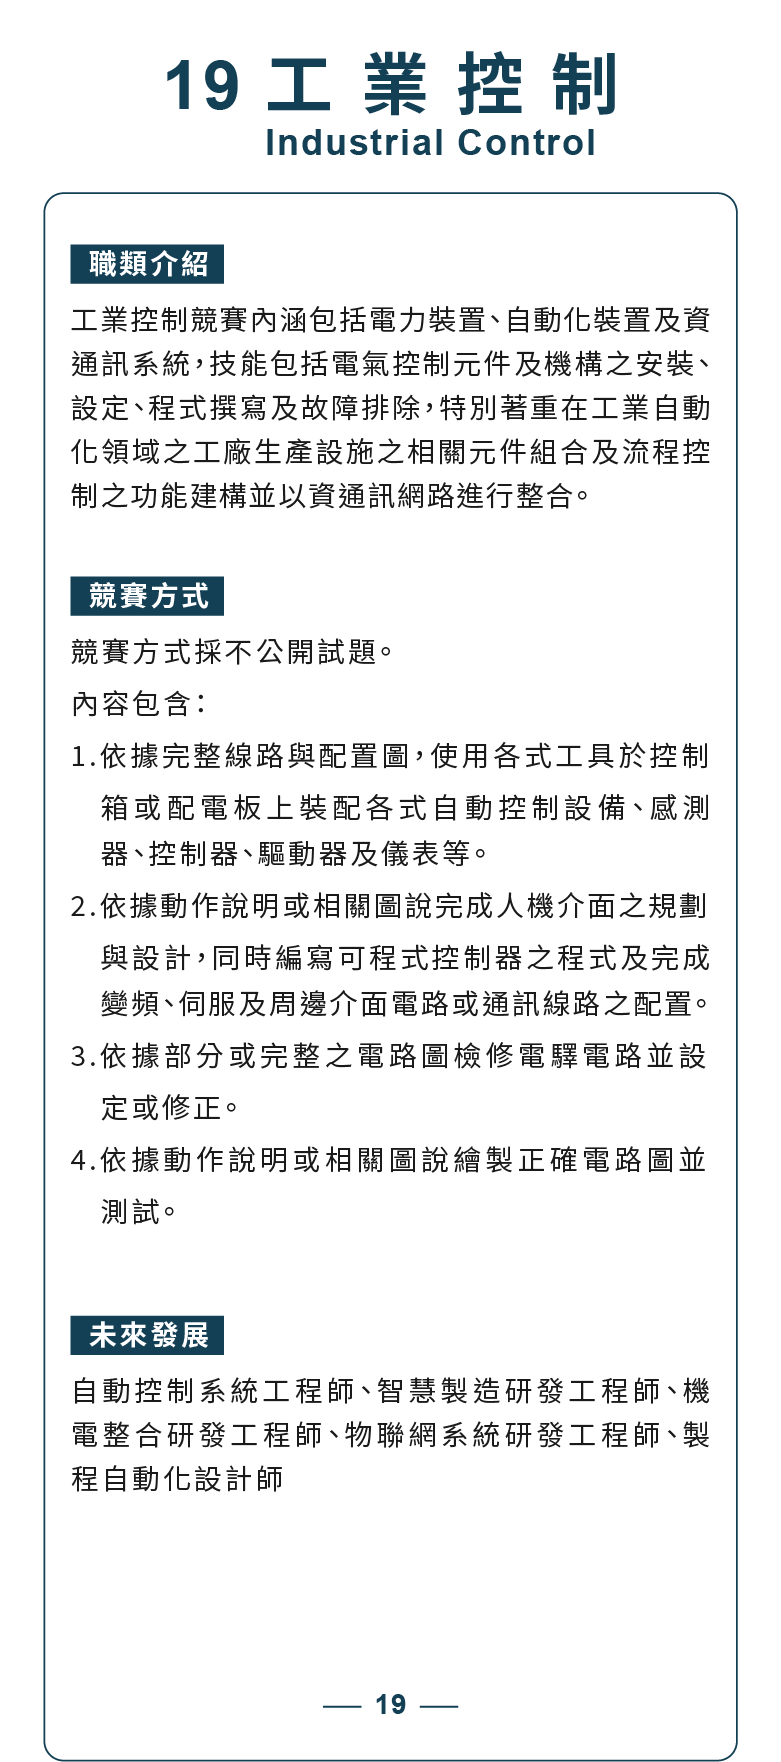 19 工業控制
Industrial Control
職類介紹
工業控制競賽內涵包括電力裝置、自動化裝置及資
通訊系統，技能包括電氣控制元件及機構之安裝、
設定、程式撰寫及故障排除，特別著重在工業自動
化領域之工廠生產設施之相關元件組合及流程控
制之功能建構並以資通訊網路進行整合。
競賽方式
競賽方式採不公開試題。
內容包含：
1.依據完整線路與配置圖，使用各式工具於控制
箱或配電板上裝配各式自動控制設備、感測
器、控制器、驅動器及儀表等。
2.依據動作說明或相關圖說完成人機介面之規劃
與設計，同時編寫可程式控制器之程式及完成
變頻、伺服及周邊介面電路或通訊線路之配置。
3.依據部分或完整之電路圖檢修電驛電路並設
定或修正。
4.依據動作說明或相關圖說繪製正確電路圖並
測試。
未來發展
自動控制系統工程師、智慧製造研發工程師、機
電整合研發工程師、物聯網系統研發工程師、製
程自動化設計師
19